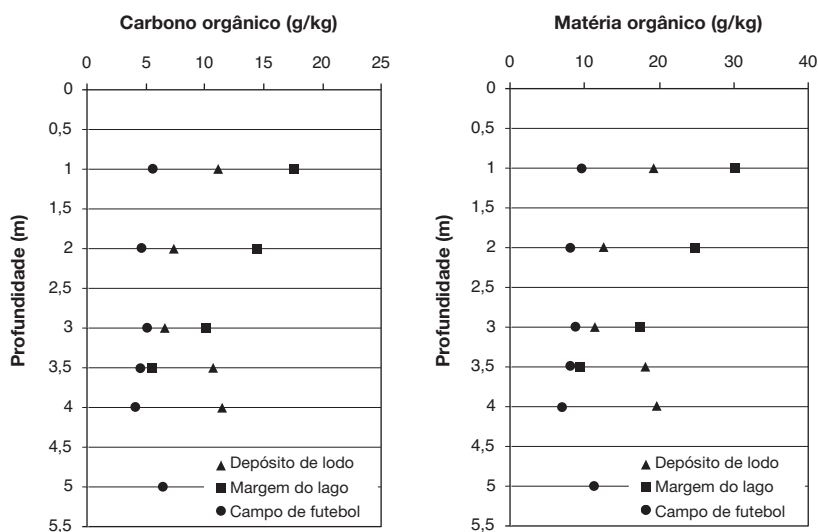 Carbono orgânico (g/kg)
0 5 10 15 20 25
Profundidade (m)
0
0,5
1
1,5
2
2,5
3
3,5
4
4,5
5
5,5
Depósito de lodo
Margem do lago
Campo de futebol
Matéria orgânico (g/kg)
0 10 20 30 40
Profundidade (m)
0
0,5
1
1,5
2
2,5
3
3,5
4
4,5
5
5,5
Depósito de lodo
Margem do lago
Campo de futebol